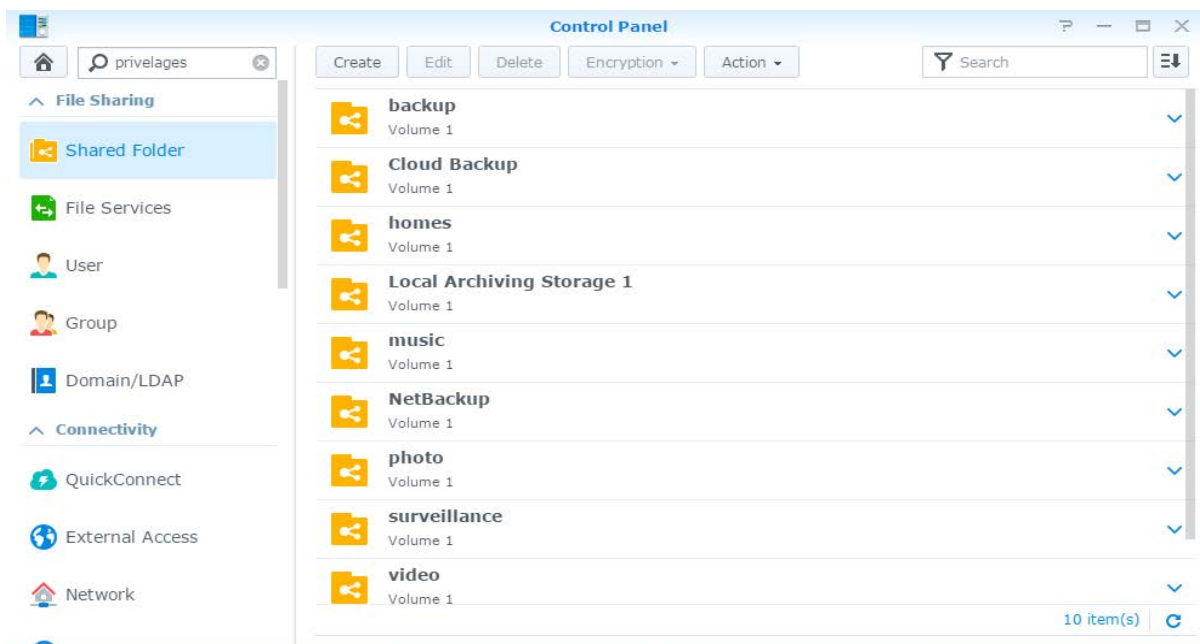 Control Panel
privelages
Create Edit Delete Encryption Action Search
File Sharing
Shared Folder
File Services
User
Group
Domain/LDAP
Connectivity
QuickConnect
External Access
Network
backup
Volume 1
Cloud Backup
Volume 1
homes
Volume 1
Local Archiving Storage 1
Volume 1
music
Volume 1
NetBackup
Volume 1
photo
Volume 1
surveillance
Volume 1
video
Volume 1
10 item(s)